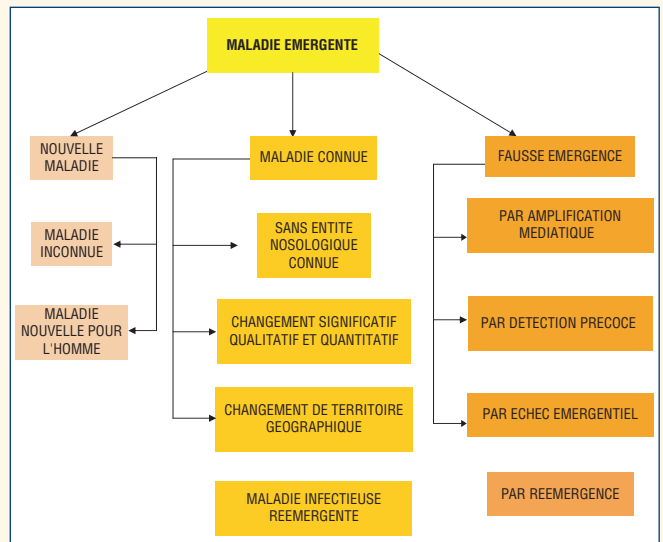 MALADIE EMERGENTE
NOUVELLE
MALADIE
MALADIE
INCONNUE
MALADIE
NOUVELLE POUR
L'HOMME
MALADIE CONNUE
SANS ENTITE
NOSOLOGIQUE
CONNUE
CHANGEMENT SIGNIFICATIF
QUALITATIF ET QUANTITATIF
CHANGEMENT DE TERRITOIRE
GEOGRAPHIQUE
MALADIE INFECTIEUSE
REEMERGENTE
FAUSSE EMERGENCE
PAR AMPLIFICATION
MEDIATIQUE
PAR DETECTION PRECOCE
PAR ECHEC EMERGENTIEL
PAR REEMERGENCE